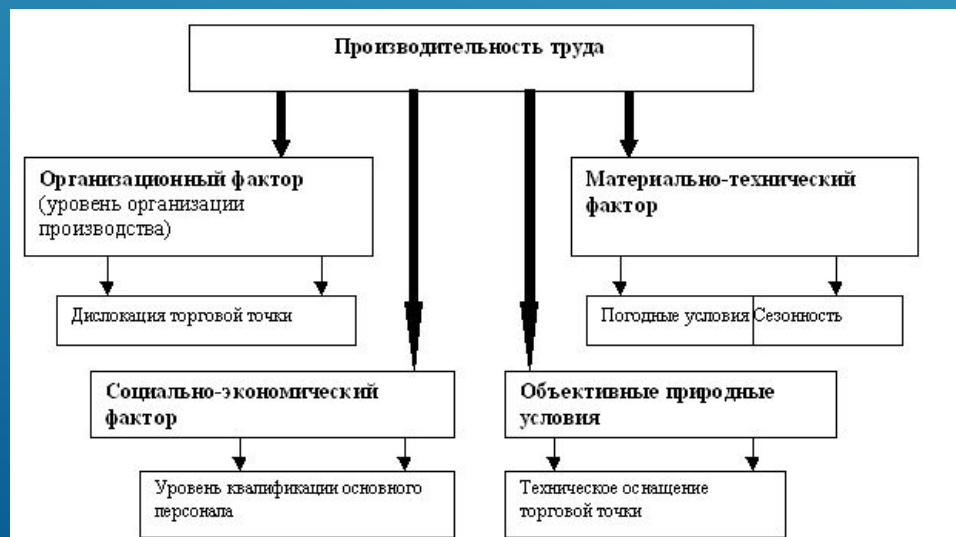 Производительность труда
Организационный фактор
(уровень организации
производства)
Материально-технический
фактор
Дислокация торговой точки
Погодные условия
Сезонность
Социально-экономический
фактор
Объективные природные
условия
Уровень квалификации основного
персонала
Техническое оснащение
торговой точки